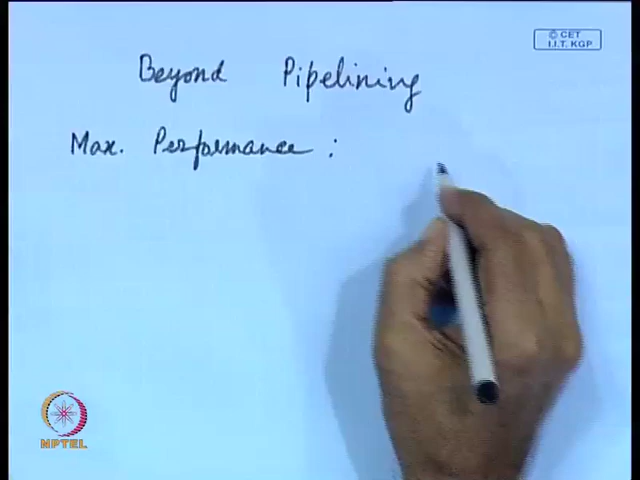 © CET
I.I.T. KGP
Beyond Pipelining
Max. Performance :
NPTEL